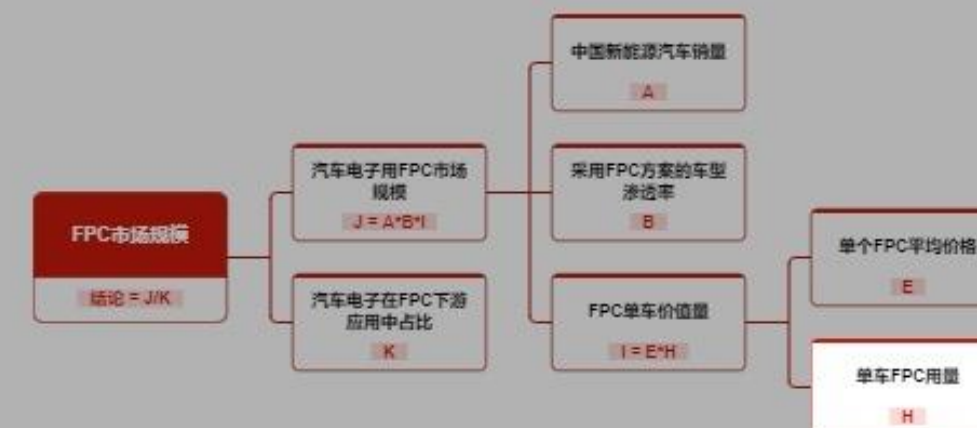 中国新能源汽车销量
A
汽车电子用FPC市场
规模
J = A*B*I
采用FPC方案的车型
渗透率
B
FPC市场规模
结论 = J/K
单个FPC平均价格
E
汽车电子在FPC下游
应用中占比
K
FPC单车价值量
I = E*H
单车FPC用量
H